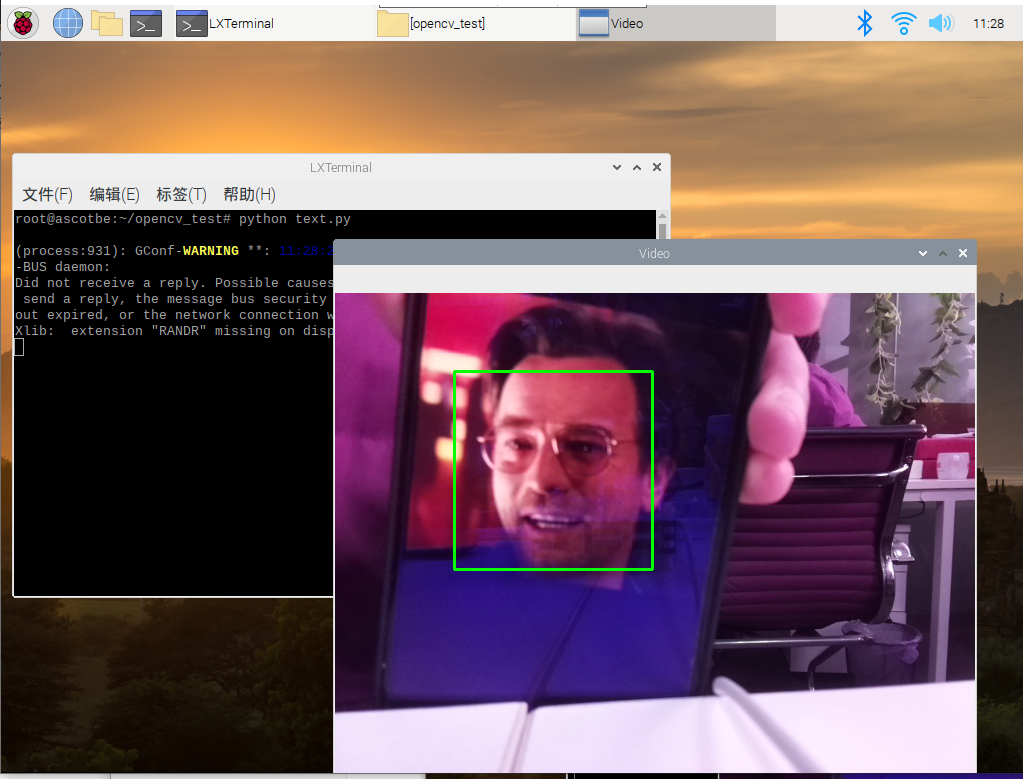 LXTerminal
[opencv_test]
Video
11:28
LXTerminal
文件(F) 编辑(E) 标签(T) 帮助(H)
root@ascotbe:~/opencv_test# python text.py
(process:931): GConf-WARNING **: 11:28:
-BUS daemon:
Did not receive a reply. Possible causes
send a reply, the message bus security
out expired, or the network connection
Xlib: extension "RANDR" missing on disp
Video